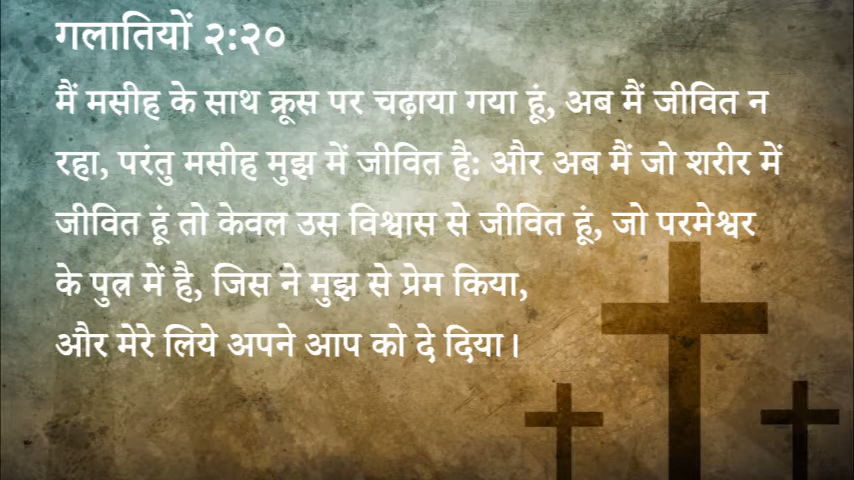 गलातियों २:२०
मैं मसीह के साथ क्रूस पर चढ़ाया गया हूं, अब मैं जीवित न
रहा, परंतु मसीह मुझ में जीवित है: और अब मैं जो शरीर में
जीवित हूं तो केवल उस विश्वास से जीवित हूं, जो परमेश्वर
के पुत्र में है, जिस ने मुझ से प्रेम किया,
और मेरे लिये अपने आप को दे दिया।